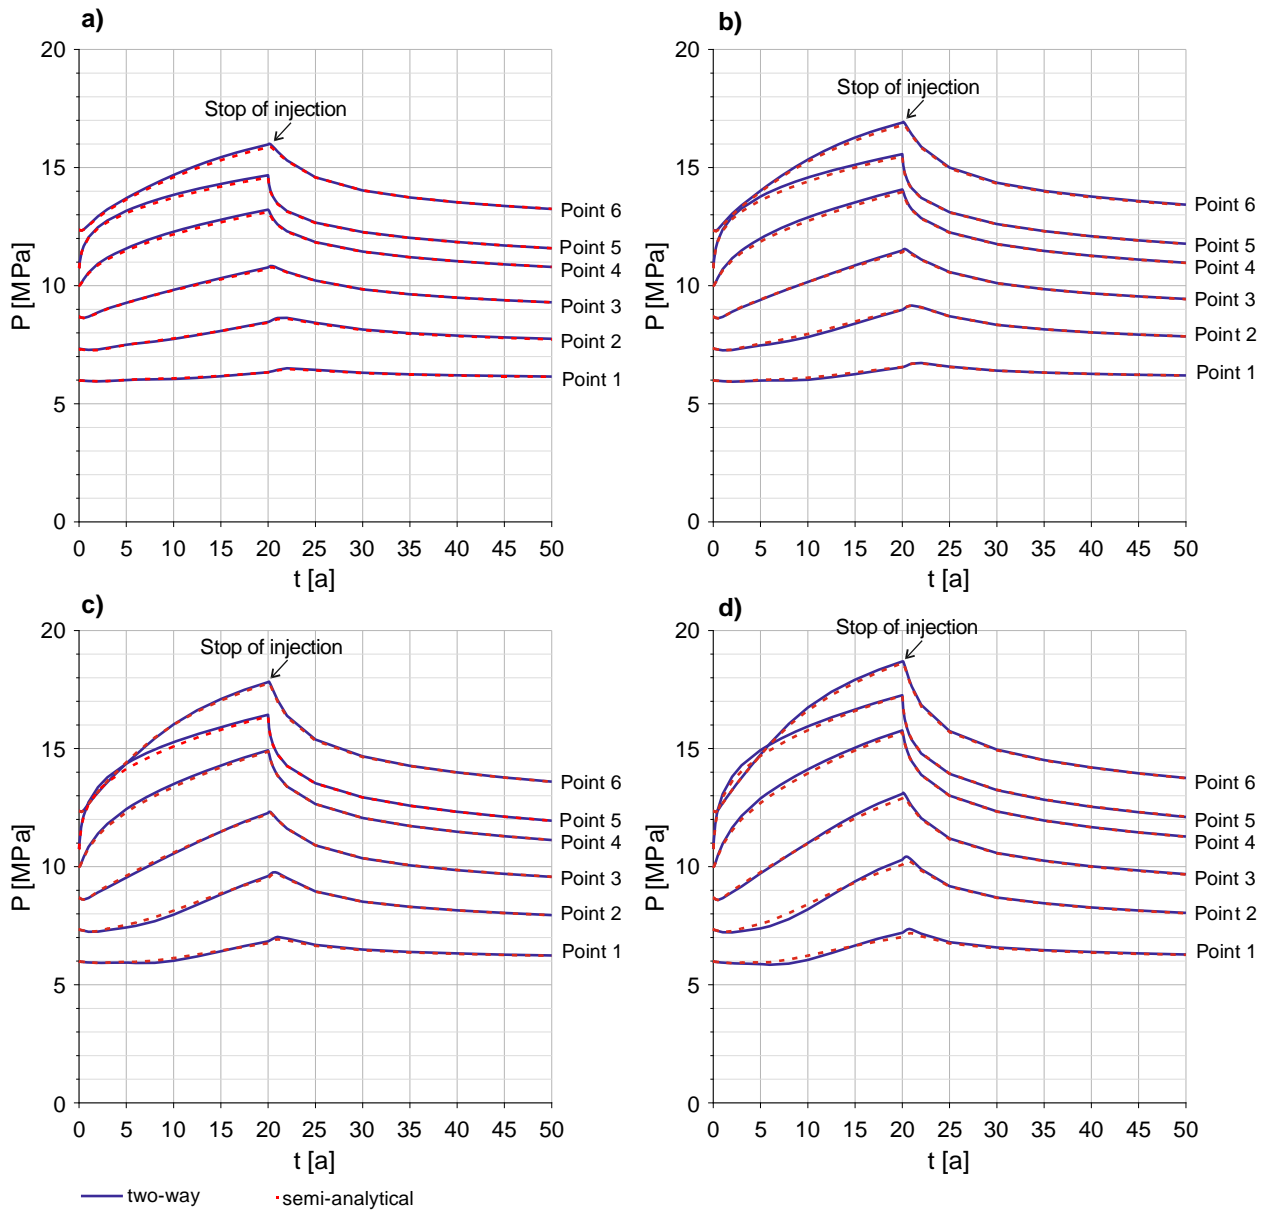 a)
20
15
10
5
0
P [MPa]
Stop of injection
Point 6
Point 5
Point 4
Point 3
Point 2
Point 1
0 5 10 15 20 25 30 35 40 45 50
t [a]
b)
20
15
10
5
0
P [MPa]
Stop of injection
Point 6
Point 5
Point 4
Point 3
Point 2
Point 1
0 5 10 15 20 25 30 35 40 45 50
t [a]
c)
20
15
10
5
0
P [MPa]
Stop of injection
Point 6
Point 5
Point 4
Point 3
Point 2
Point 1
0 5 10 15 20 25 30 35 40 45 50
t [a]
d)
20
15
10
5
0
P [MPa]
Stop of injection
Point 6
Point 5
Point 4
Point 3
Point 2
Point 1
0 5 10 15 20 25 30 35 40 45 50
t [a]
two-way semi-analytical